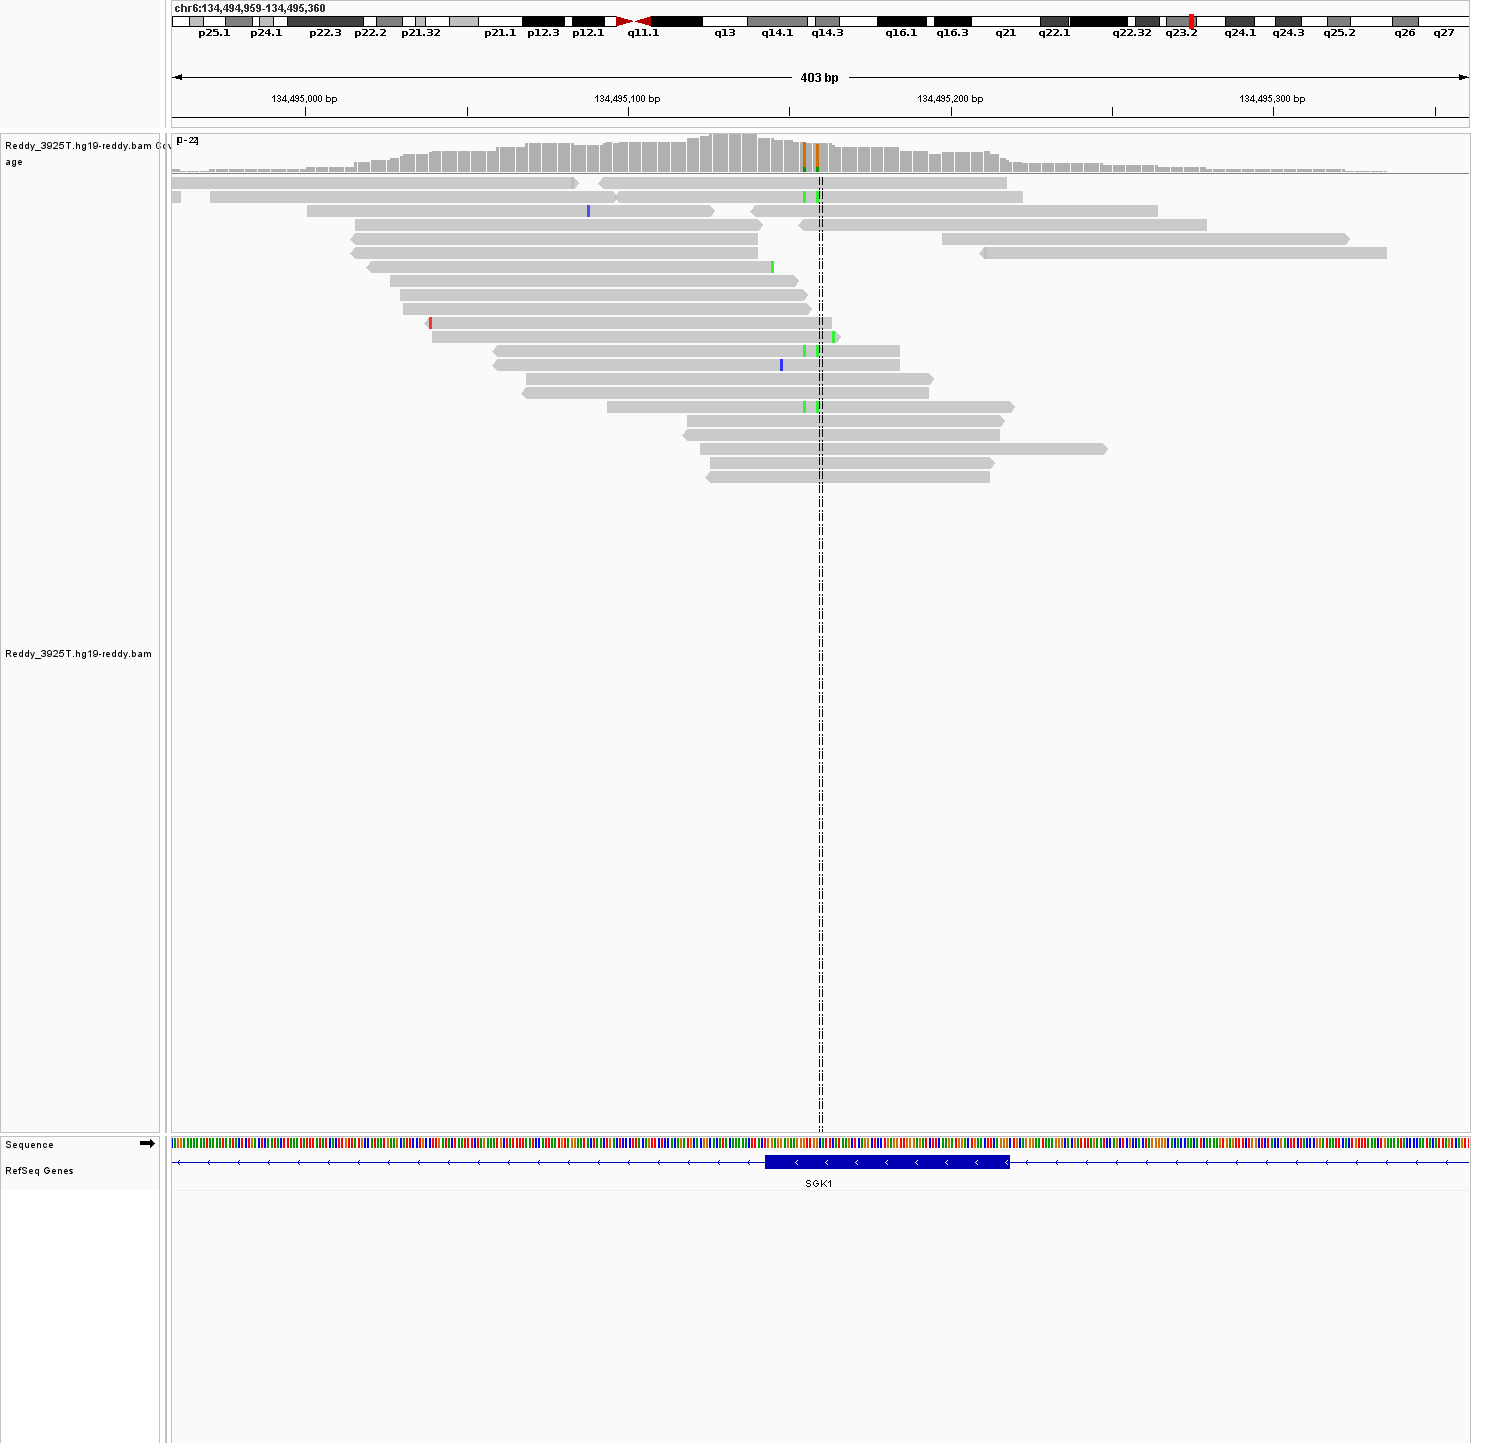 chr6:134,494,959-134,495,360
p25.1 p24.1 p22.3 p22.2 p21.32 p21.1 p12.3 p12.1 q11.1 q13 q14.1 q14.3 q16.1 q16.3 q21 q22.1 q22.32 q23.2 q24.1 q24.3 q25.2 q26 q27
403 bp
134,495,000 bp 134,495,100 bp 134,495,200 bp 134,495,300 bp
[0 - 22]
Reddy_3925T.hg19-reddy.bam Cov
age
Reddy_3925T.hg19-reddy.bam
Sequence
RefSeq Genes
SGK1